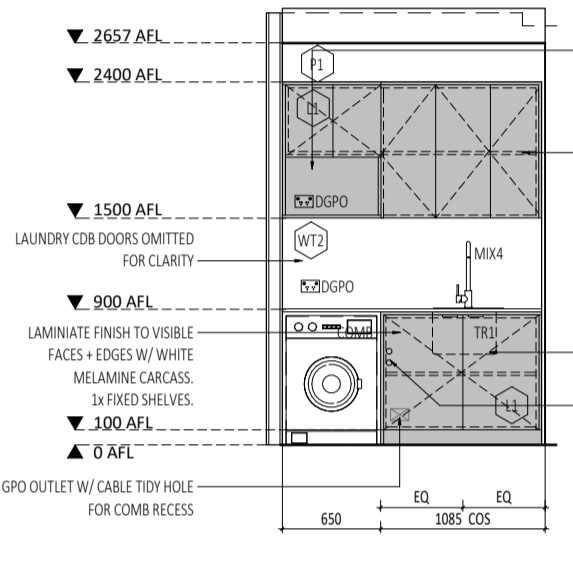 2657 AFL
P1
2400 AFL
L1
DGPO
1500 AFL
LAUNDRY CDB DOORS OMITTED
FOR CLARITY
WT2
MIX4
DGPO
900 AFL
LAMINIATE FINISH TO VISIBLE
FACES + EDGES W/ WHITE
MELAMINE CARCASS.
1x FIXED SHELVES.
COMB
TR1
L1
100 AFL
0 AFL
GPO OUTLET W/ CABLE TIDY HOLE
FOR COMB RECESS
EQ EQ
650 1085 COS